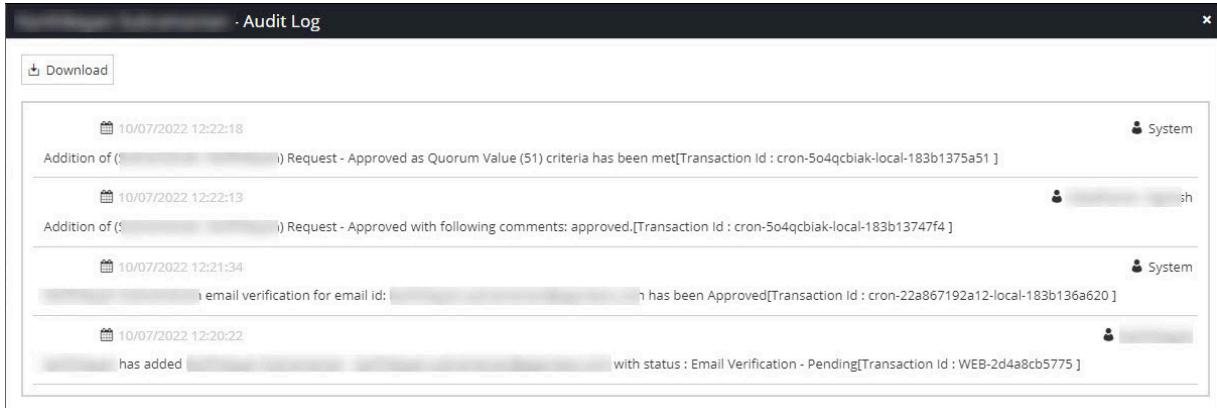 - Audit Log
Download
10/07/2022 12:22:18 System
Addition of ( ) Request - Approved as Quorum Value (51) criteria has been met[Transaction Id : cron-5o4qcbiak-local-183b1375a51 ]
10/07/2022 12:22:13
Addition of ( ) Request - Approved with following comments: approved.[Transaction Id : cron-5o4qcbiak-local-183b13747f4 ]
10/07/2022 12:21:34 System
email verification for email id: has been Approved[Transaction Id : cron-22a867192a12-local-183b136a620 ]
10/07/2022 12:20:22
has added with status : Email Verification - Pending[Transaction Id : WEB-2d4a8cb5775 ]